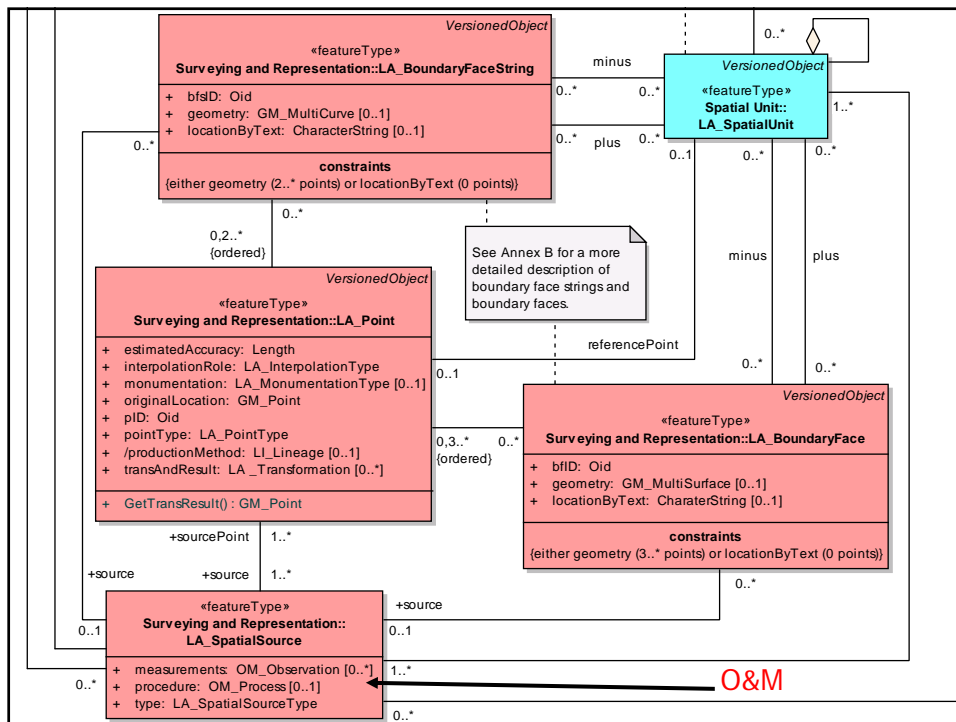 VersionedObject
«featureType»
Surveying and Representation::LA_BoundaryFaceString
+ bfsID: Oid
+ geometry: GM_MultiCurve [0..1]
+ locationByText: CharacterString [0..1]
constraints
{either geometry (2..* points) or locationByText (0 points)}
0..*
minus
0..*
0..*
0..*
0..*
plus
0..*
VersionedObject
«featureType»
Spatial Unit::
LA_SpatialUnit
1..*
0..1
0..*
0..*
0..*
0,2..*
{ordered}
See Annex B for a more
detailed description of
boundary face strings and
boundary faces.
minus
plus
VersionedObject
«featureType»
Surveying and Representation::LA_Point
+ estimatedAccuracy: Length
+ interpolationRole: LA_InterpolationType
+ monumentation: LA_MonumentationType [0..1]
+ originalLocation: GM_Point
+ pID: Oid
+ pointType: LA_PointType
+ /productionMethod: LI_Lineage [0..1]
+ transAndResult: LA _Transformation [0..*]
+ GetTransResult() : GM_Point
referencePoint
0..1
0..*
0..*
0,3..*
{ordered}
0..*
VersionedObject
«featureType»
Surveying and Representation::LA_BoundaryFace
+ bfID: Oid
+ geometry: GM_MultiSurface [0..1]
+ locationByText: CharaterString [0..1]
constraints
{either geometry (3..* points) or locationByText (0 points)}
+sourcePoint
1..*
+source
+source
1..*
+source
0..*
0..1
0..1
«featureType»
Surveying and Representation::
LA_SpatialSource
+ measurements: OM_Observation [0..*]
+ procedure: OM_Process [0..1]
+ type: LA_SpatialSourceType
0..*
1..*
0..*
O&M